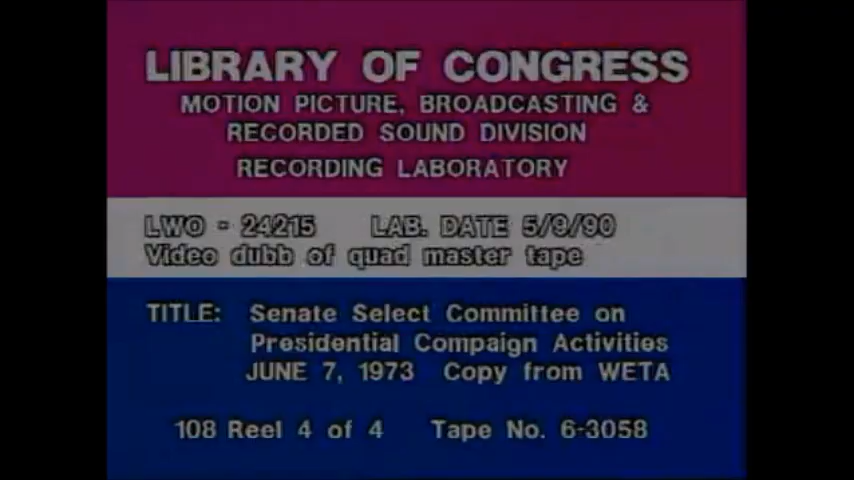 LIBRARY OF CONGRESS
MOTION PICTURE, BROADCASTING &
RECORDED SOUND DIVISION
RECORDING LABORATORY
LWO - 24215 LAB. DATE 5/9/90
Video dubb of quad master tape
TITLE: Senate Select Committee on
Presidential Compaign Activities
JUNE 7, 1973 Copy from WETA
108 Reel 4 of 4 Tape No. 6-3058